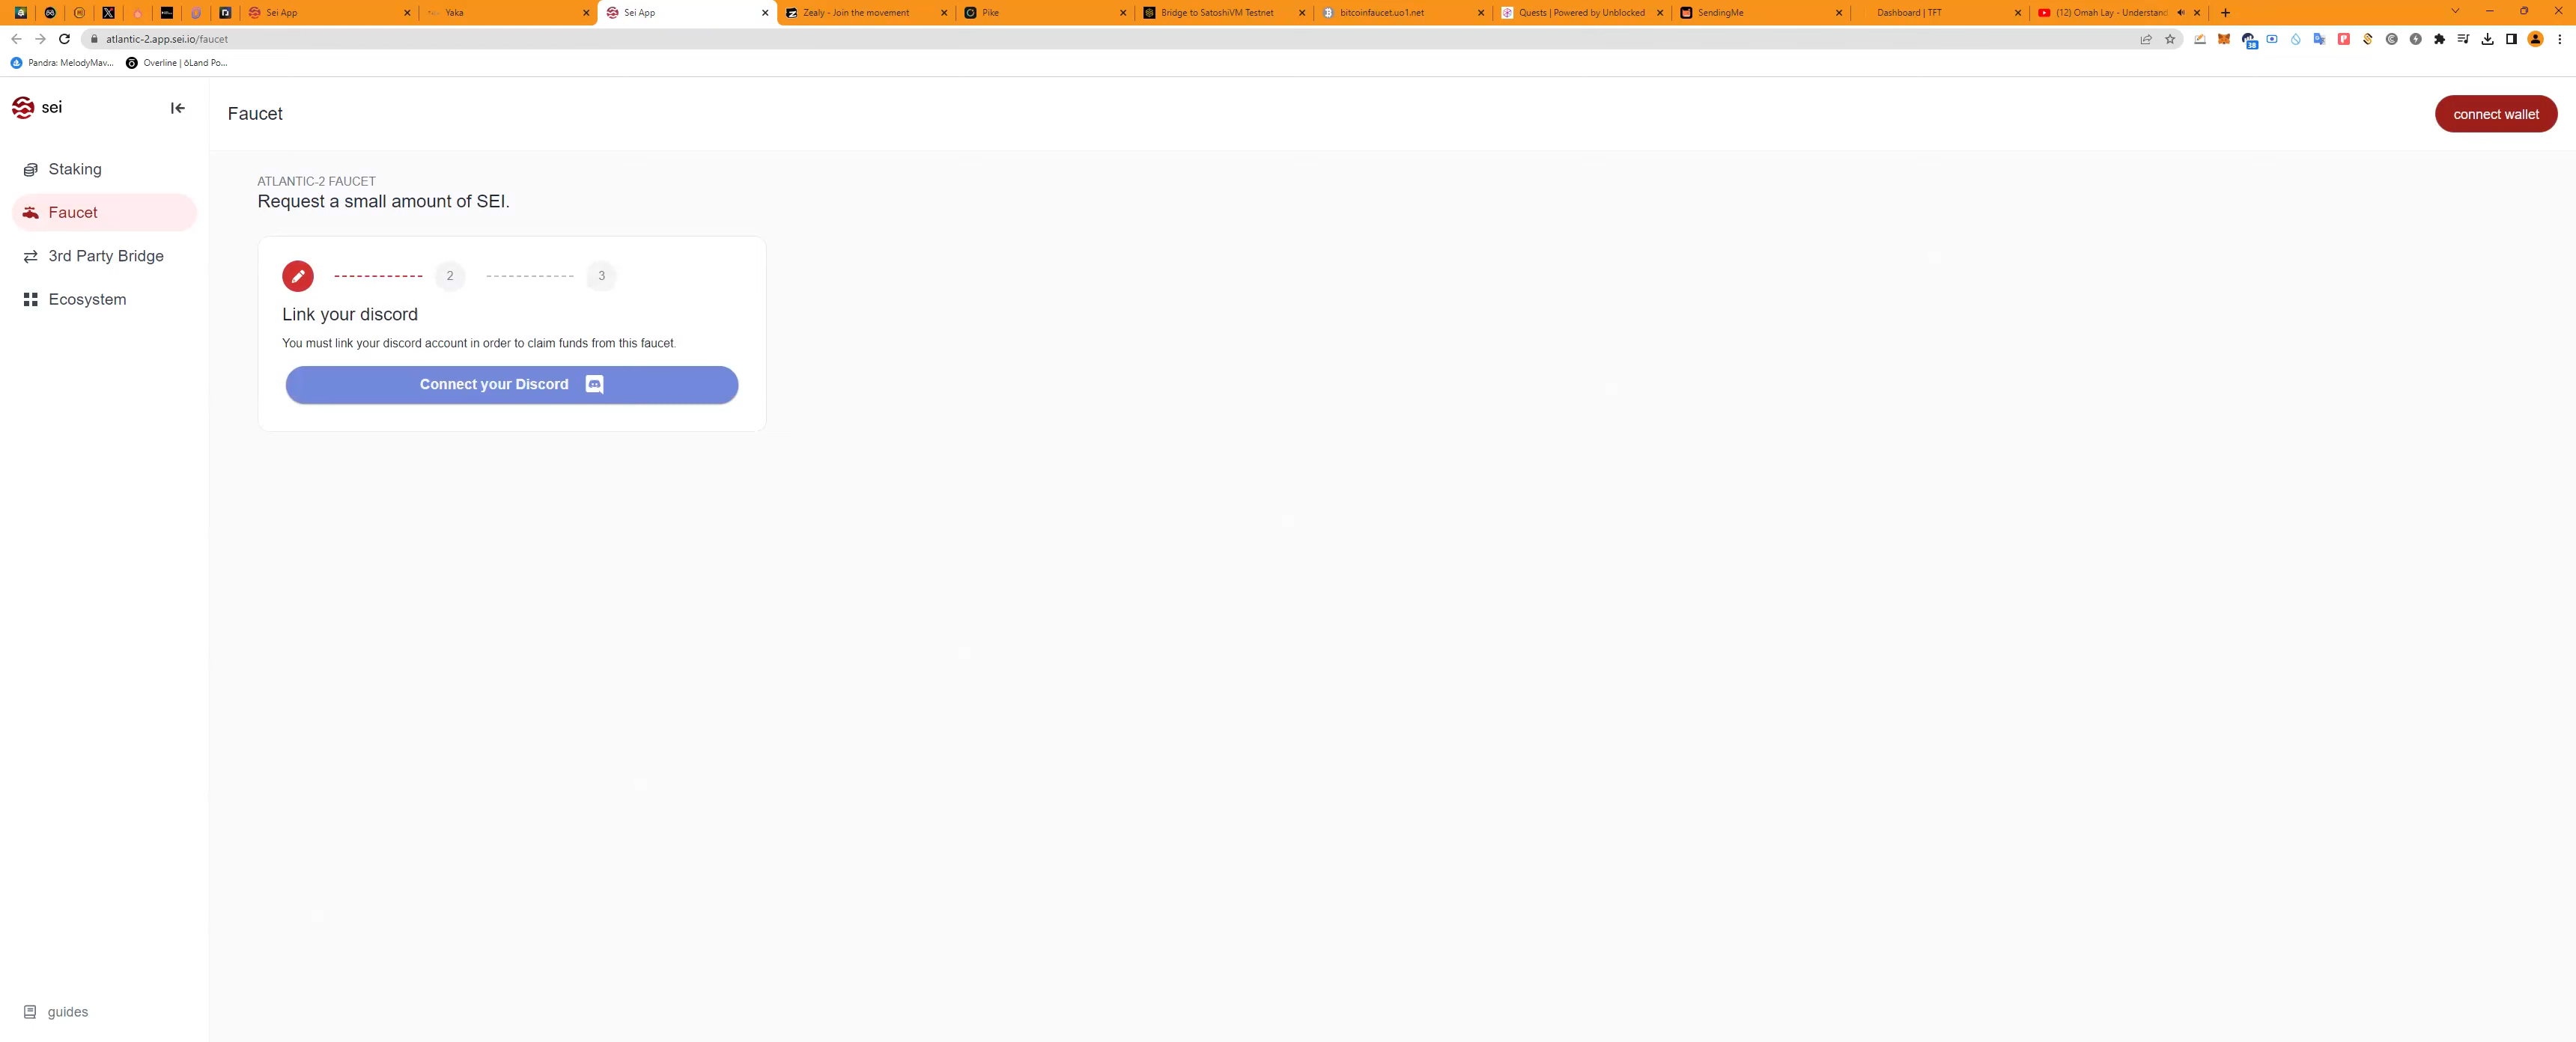 Sei App
Yaka
Sei App
Zealy - Join the movement
Pike
Bridge to SatoshiVM Testnet
bitcoinfaucet.uo1.net
Quests | Powered by Unblocked
SendingMe
Dashboard | TFT
(12) Omah Lay - Understand
atlantic-2.app.sei.io/faucet
38
Pandra: MelodyMav...
Overline | ōLand Po...
sei
Faucet
connect wallet
Staking
Faucet
3rd Party Bridge
Ecosystem
ATLANTIC-2 FAUCET
Request a small amount of SEI.
2
3
Link your discord
You must link your discord account in order to claim funds from this faucet.
Connect your Discord
guides